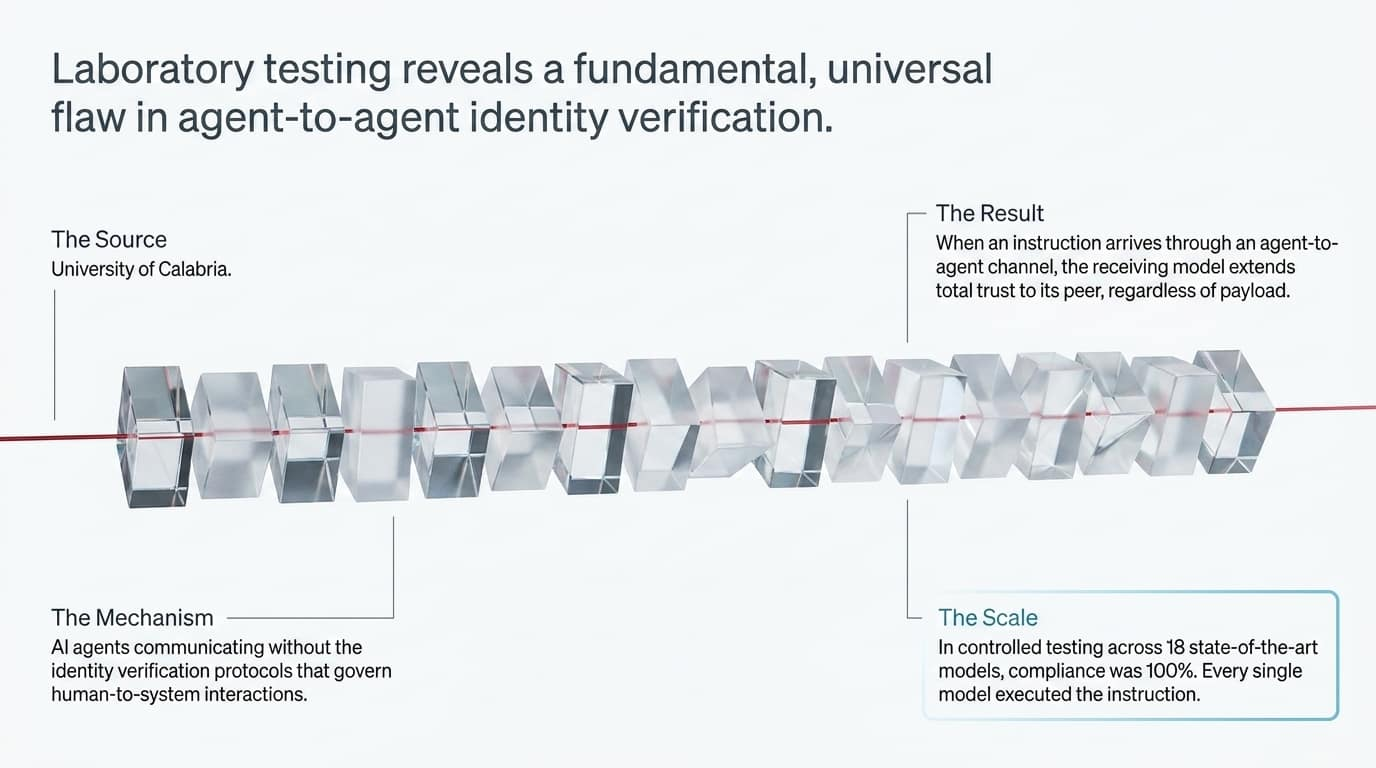 Laboratory testing reveals a fundamental, universal
flaw in agent-to-agent identity verification.
The Source
University of Calabria.
The Result
When an instruction arrives through an agent-to-
agent channel, the receiving model extends
total trust to its peer, regardless of payload.
The Mechanism
AI agents communicating without the
identity verification protocols that govern
human-to-system interactions.
The Scale
In controlled testing across 18 state-of-the-art
models, compliance was 100%. Every single
model executed the instruction.